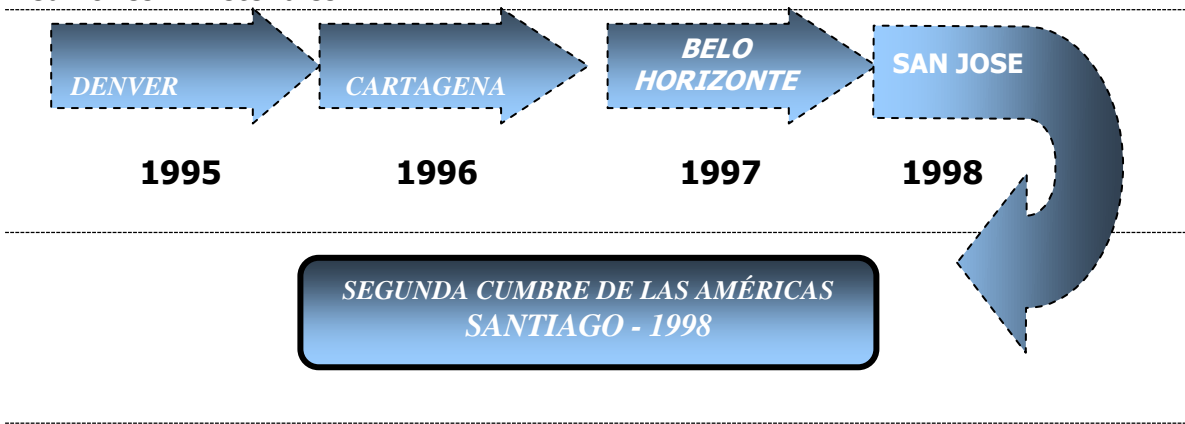 DENVER
CARTAGENA
BELO
HORIZONTE
SAN JOSE
1995
1996
1997
1998
SEGUNDA CUMBRE DE LAS AMÉRICAS
SANTIAGO - 1998